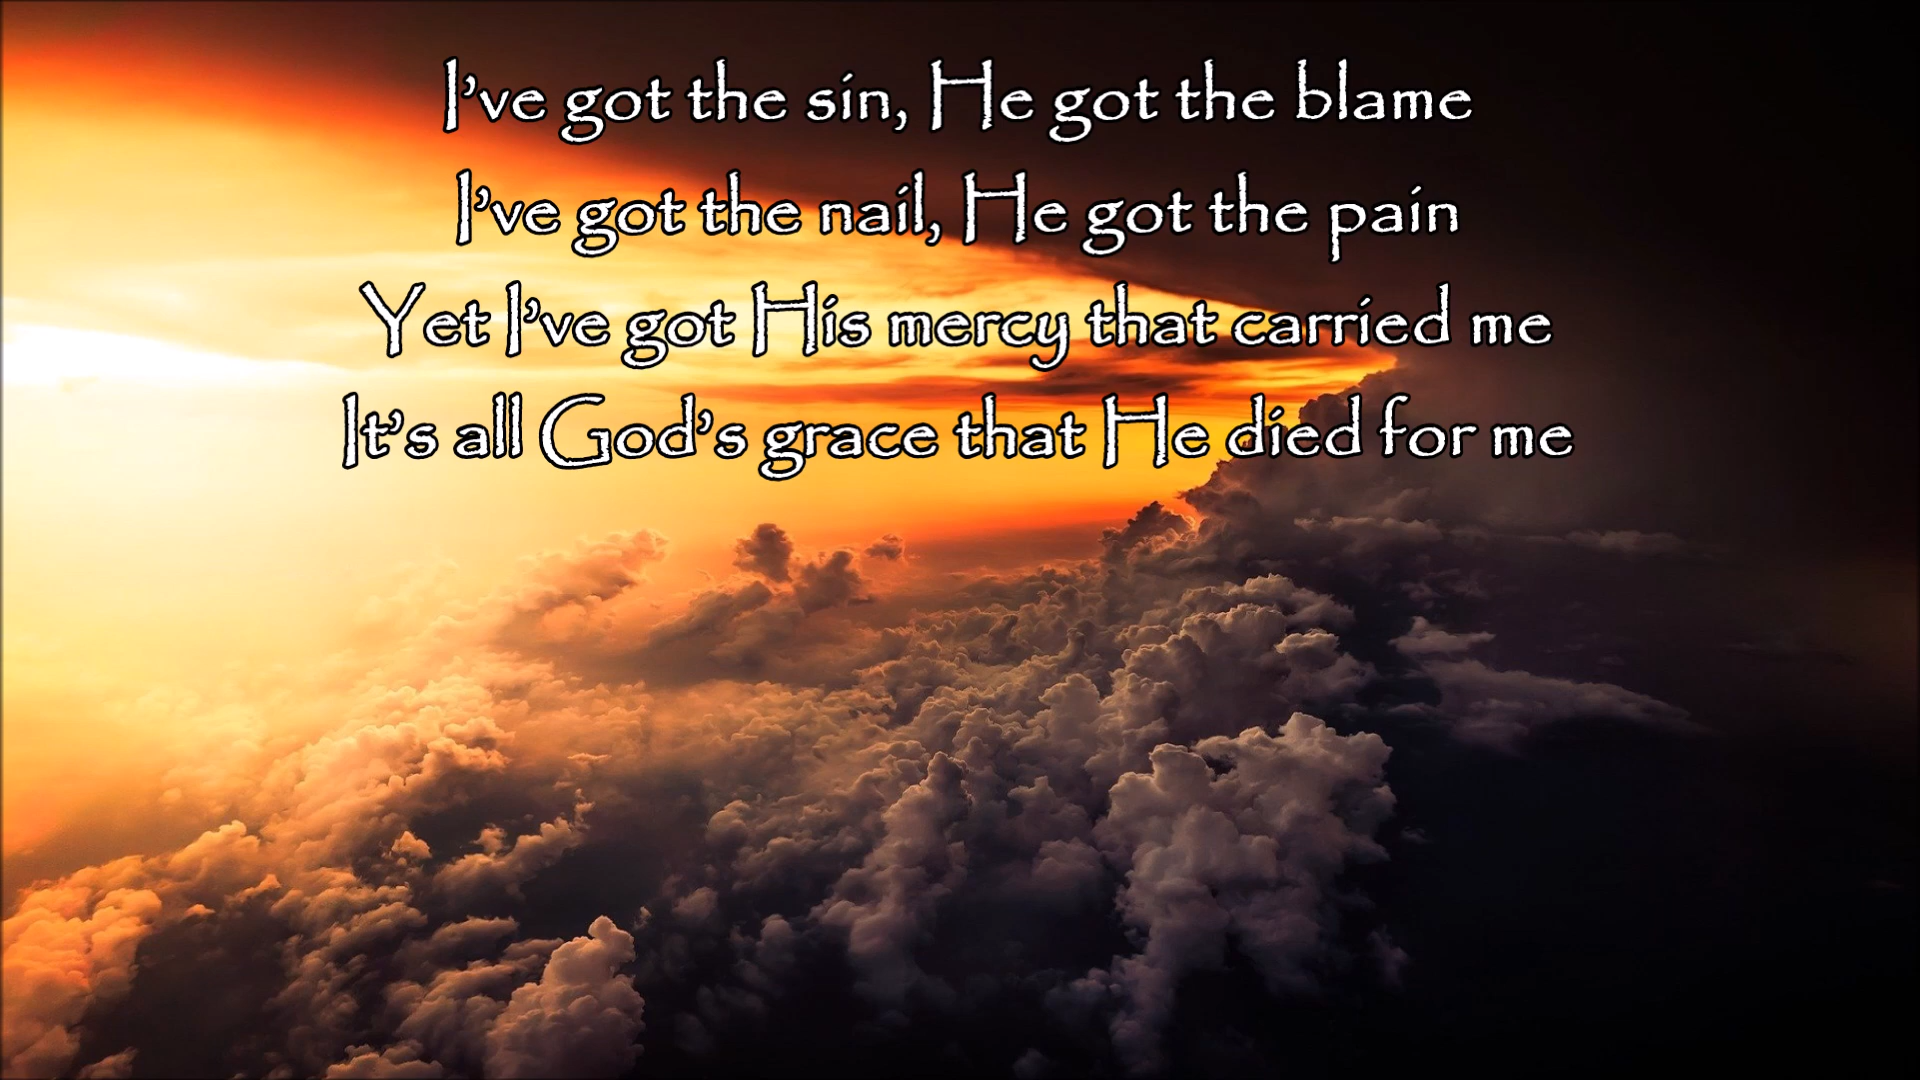 I’ve got the sin, He got the blame
I’ve got the nail, He got the pain
Yet I’ve got His mercy that carried me
It’s all God’s grace that He died for me